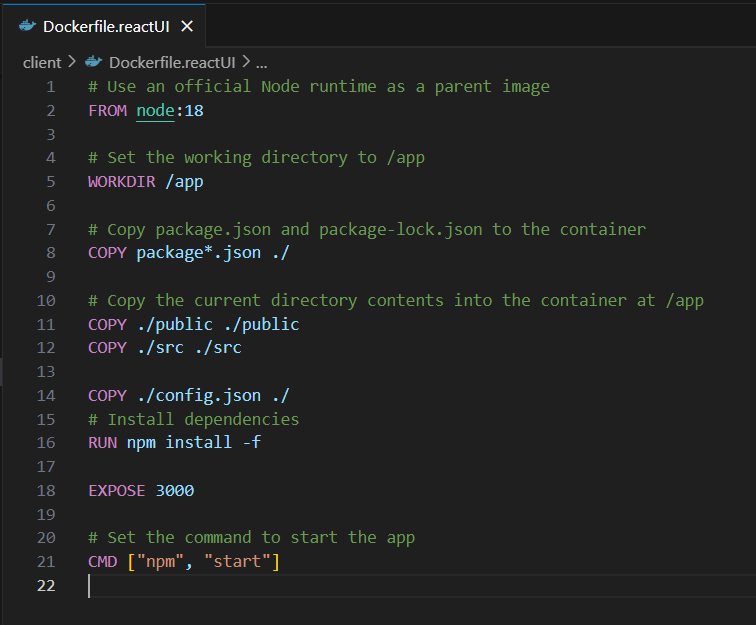 Dockerfile.reactUI
client > Dockerfile.reactUI > ...
1 # Use an official Node runtime as a parent image
2 FROM node:18
3
4 # Set the working directory to /app
5 WORKDIR /app
6
7 # Copy package.json and package-lock.json to the container
8 COPY package*.json ./
9
10 # Copy the current directory contents into the container at /app
11 COPY ./public ./public
12 COPY ./src ./src
13
14 COPY ./config.json ./
15 # Install dependencies
16 RUN npm install -f
17
18 EXPOSE 3000
19
20 # Set the command to start the app
21 CMD ["npm", "start"]
22